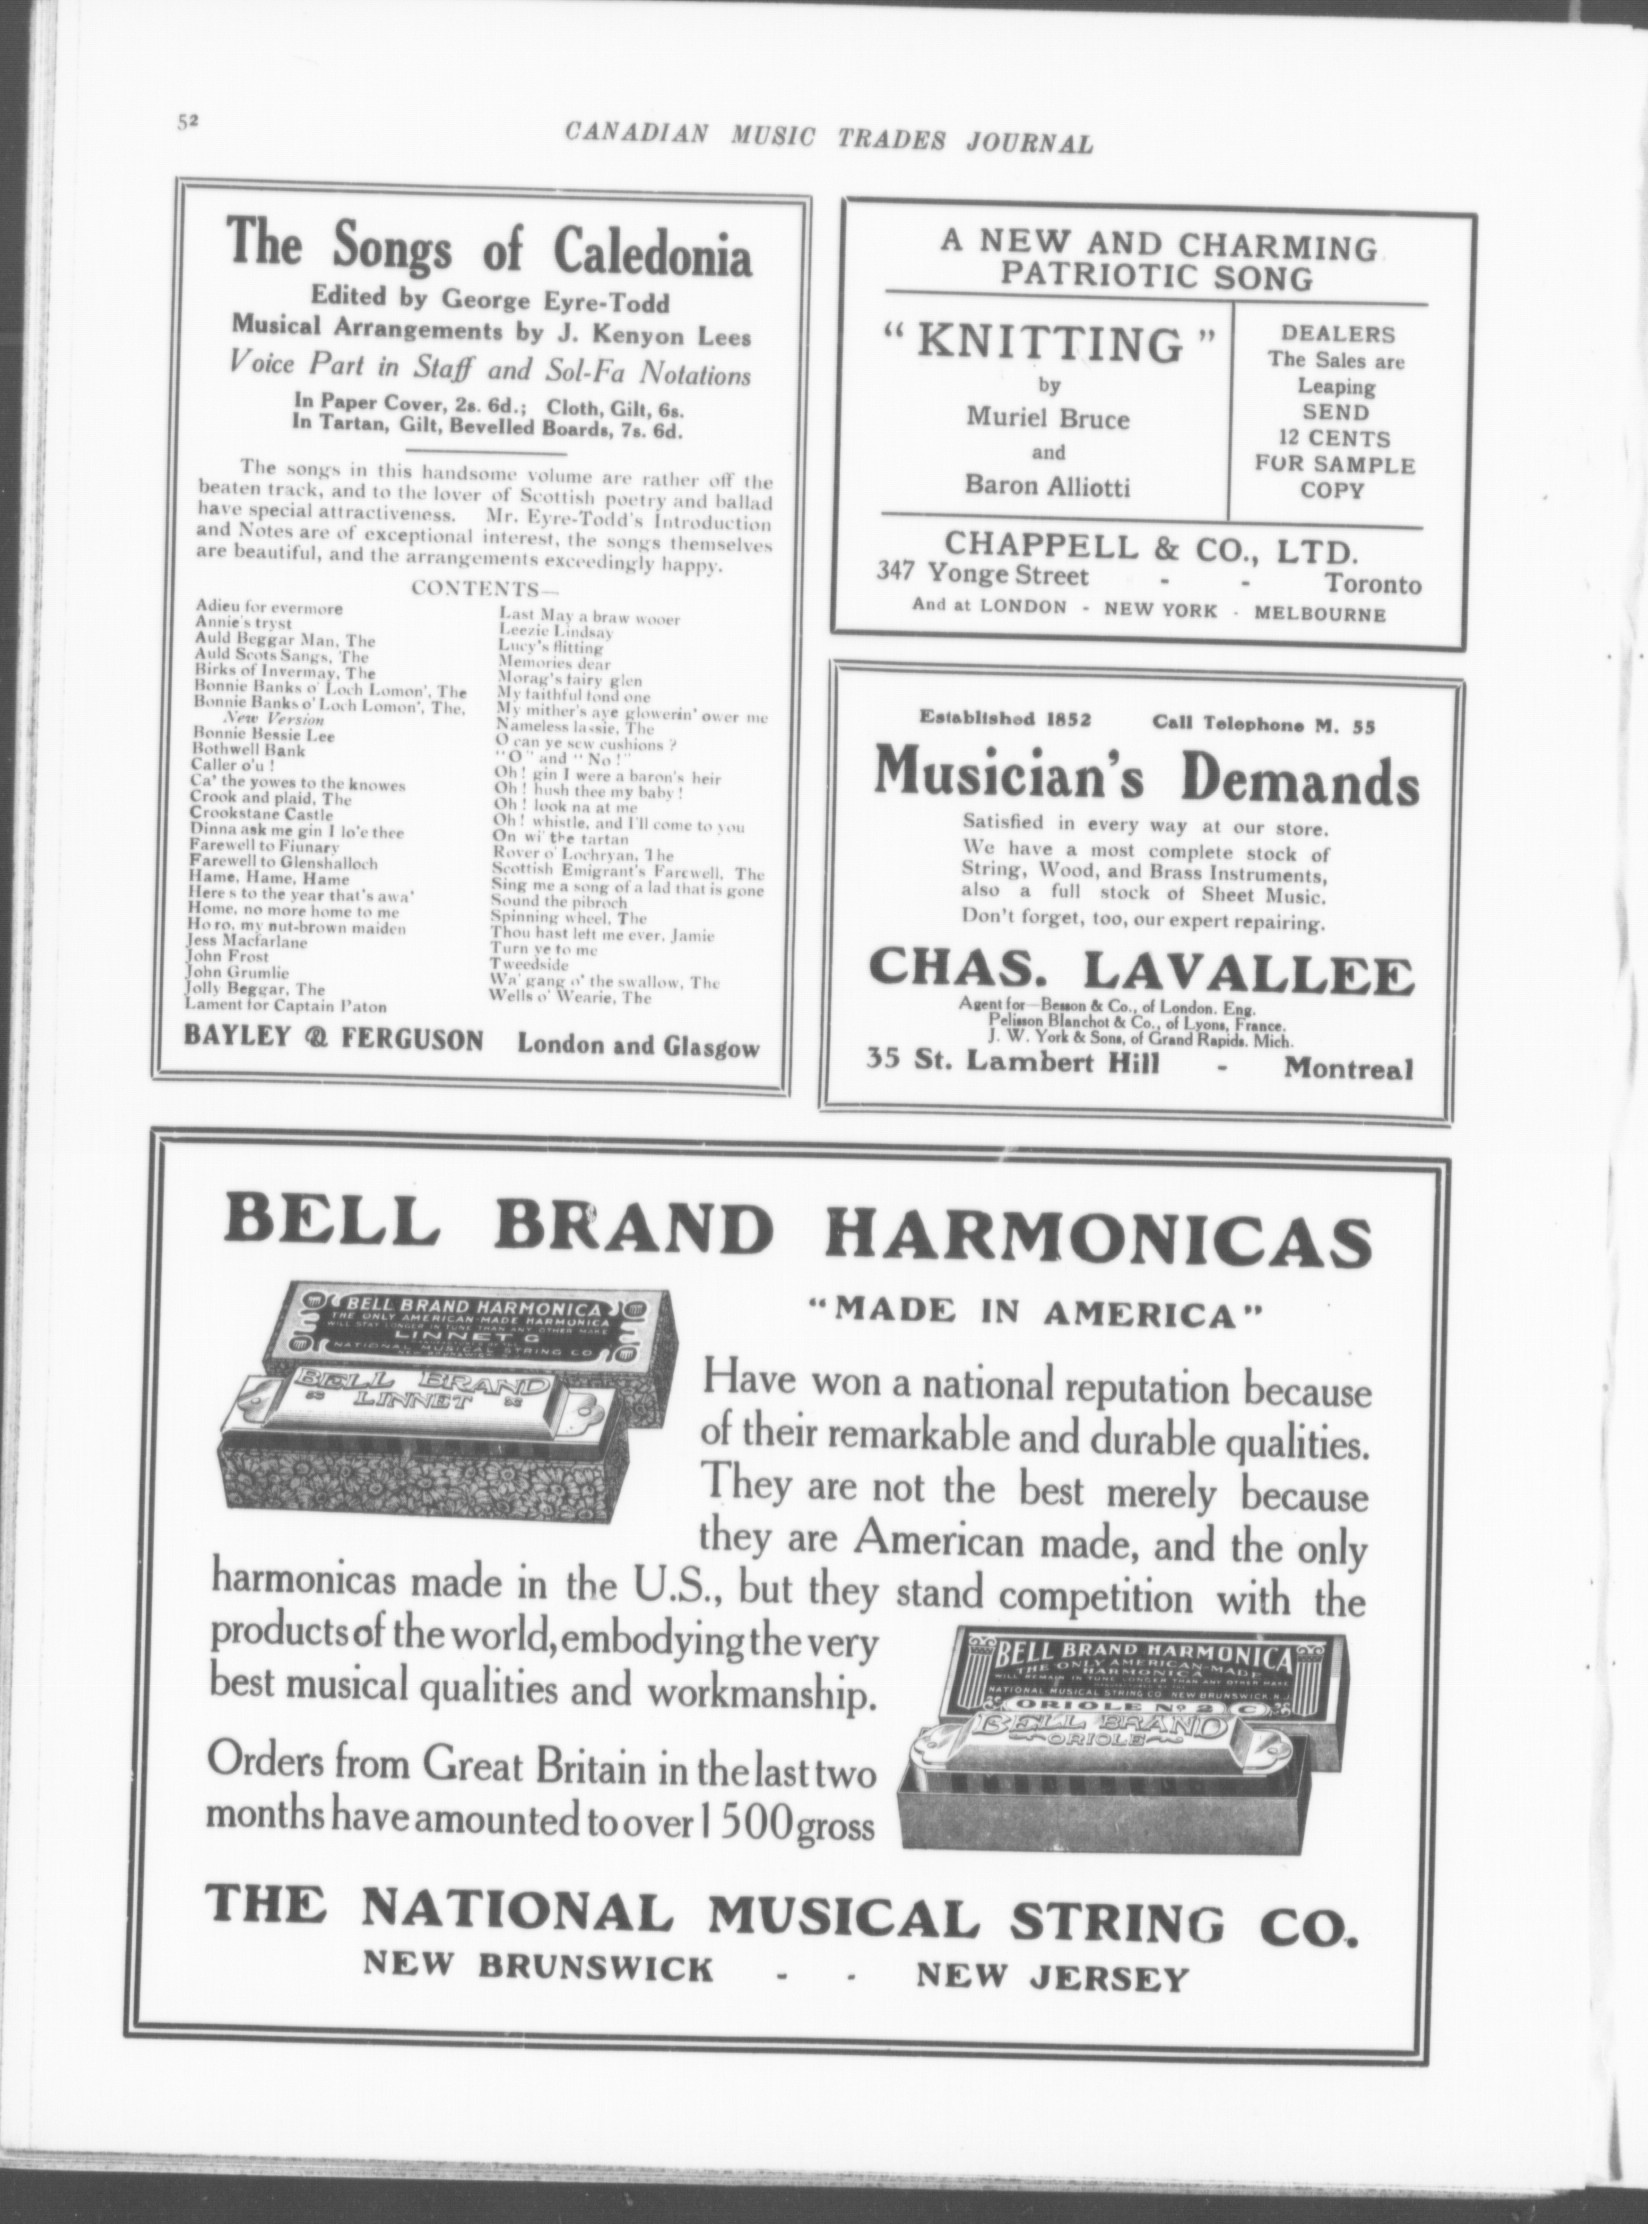 52
CANADIAN MUSIC TRADES JOURNAL
The Songs of Caledonia
Edited by George Eyre-Todd
Musical Arrangements by J. Kenyon Lees
Voice Part in Staff and Sol-Fa Notations
In Paper Cover, 2s. 6d.; Cloth, Gilt, 6s.
In Tartan, Gilt, Bevelled Boards, 7s. 6d.
The songs in this handsome volume are rather off the
beaten track, and to the lover of Scottish poetry and ballad
have special attractiveness. Mr. Eyre-Todd's Introduction
and Notes are of exceptional interest, the songs themselves
are beautiful, and the arrangements exceedingly happy.
CONTENTS—
Adieu for evermore
Annie's tryst
Auld Beggar Man, The
Auld Scots Sangs, The
Birks of Invermay, The
Bonnie Banks o' Loch Lomon', The
Bonnie Banks o' Loch Lomon', The,
New Version
Bonnie Bessie Lee
Bothwell Bank
Caller o'u !
Ca' the yowes to the knowes
Crook and plaid, The
Crookstane Castle
Dinna ask me gin I lo'e thee
Farewell to Fiunary
Farewell to Glenshalloch
Hame, Hame, Hame
Here s to the year that's awa'
Home, no more home to me
Ho ro, my nut-brown maiden
Jess Macfarlane
John Frost
John Grumlie
Jolly Beggar, The
Lament for Captain Paton
Last May a braw wooer
Leezie Lindsay
Lucy's flitting
Memories dear
Morag's fairy glen
My faithful fond one
My mither's aye glowerin' ower me
Nameless lassie, The
O can ye sew cushions ?
"O" and "No!"
Oh! gin I were a baron's heir
Oh! hush thee my baby!
Oh! look na at me
Oh! whistle, and I'll come to you
On wi' the tartan
Rover o' Lochryan, The
Scottish Emigrant's Farewell, The
Sing me a song of a lad that is gone
Sound the pibroch
Spinning wheel, The
Thou hast left me ever, Jamie
Turn ye to me
Tweedside
Wa' gang o' the swallow, The
Wells o' Wearie, The
BAYLEY & FERGUSON London and Glasgow
A NEW AND CHARMING
PATRIOTIC SONG
"KNITTING"
by
Muriel Bruce
and
Baron Alliotti
DEALERS
The Sales are
Leaping
SEND
12 CENTS
FOR SAMPLE
COPY
CHAPPELL & CO., LTD.
347 Yonge Street - - Toronto
And at LONDON - NEW YORK - MELBOURNE
Established 1852 Call Telephone M. 55
Musician's Demands
Satisfied in every way at our store.
We have a most complete stock of
String, Wood, and Brass Instruments,
also a full stock of Sheet Music.
Don't forget, too, our expert repairing.
CHAS. LAVALLEE
Agent for—Besson & Co., of London. Eng.
Pelisson Blanchot & Co., of Lyons, France.
J. W. York & Sons, of Grand Rapids. Mich.
35 St. Lambert Hill - Montreal
BELL BRAND HARMONICAS
"MADE IN AMERICA"
BELL BRAND HARMONICA
THE ONLY AMERICAN-MADE HARMONICA
WILL STAY LONGER IN TUNE THAN ANY OTHER MAKE
LINNET G
NATIONAL MUSICAL STRING CO.
BELL BRAND
LINNET
Have won a national reputation because
of their remarkable and durable qualities.
They are not the best merely because
they are American made, and the only
harmonicas made in the U.S., but they stand competition with the
products of the world, embodying the very
best musical qualities and workmanship.
BELL BRAND HARMONICA
THE ONLY AMERICAN-MADE
HARMONICA
WILL REMAIN IN TUNE LONGER THAN ANY OTHER MAKE
NATIONAL MUSICAL STRING CO. NEW BRUNSWICK N.J.
ORIOLE No 2 C
BELL BRAND
ORIOLE
Orders from Great Britain in the last two
months have amounted to over 1500 gross
THE NATIONAL MUSICAL STRING CO.
NEW BRUNSWICK - - NEW JERSEY